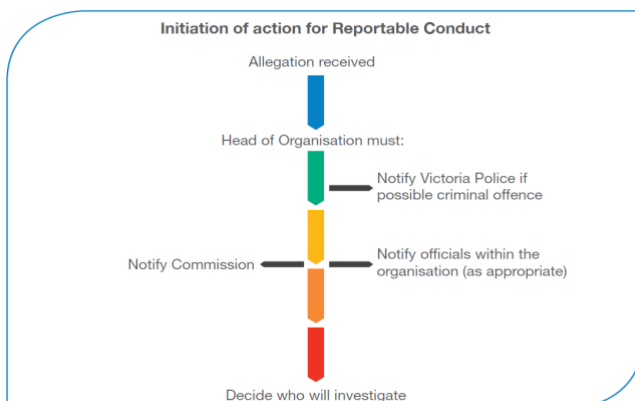 Initiation of action for Reportable Conduct
Allegation received
Head of Organisation must:
Notify Victoria Police if
possible criminal offence
Notify Commission
Notify officials within the
organisation (as appropriate)
Decide who will investigate